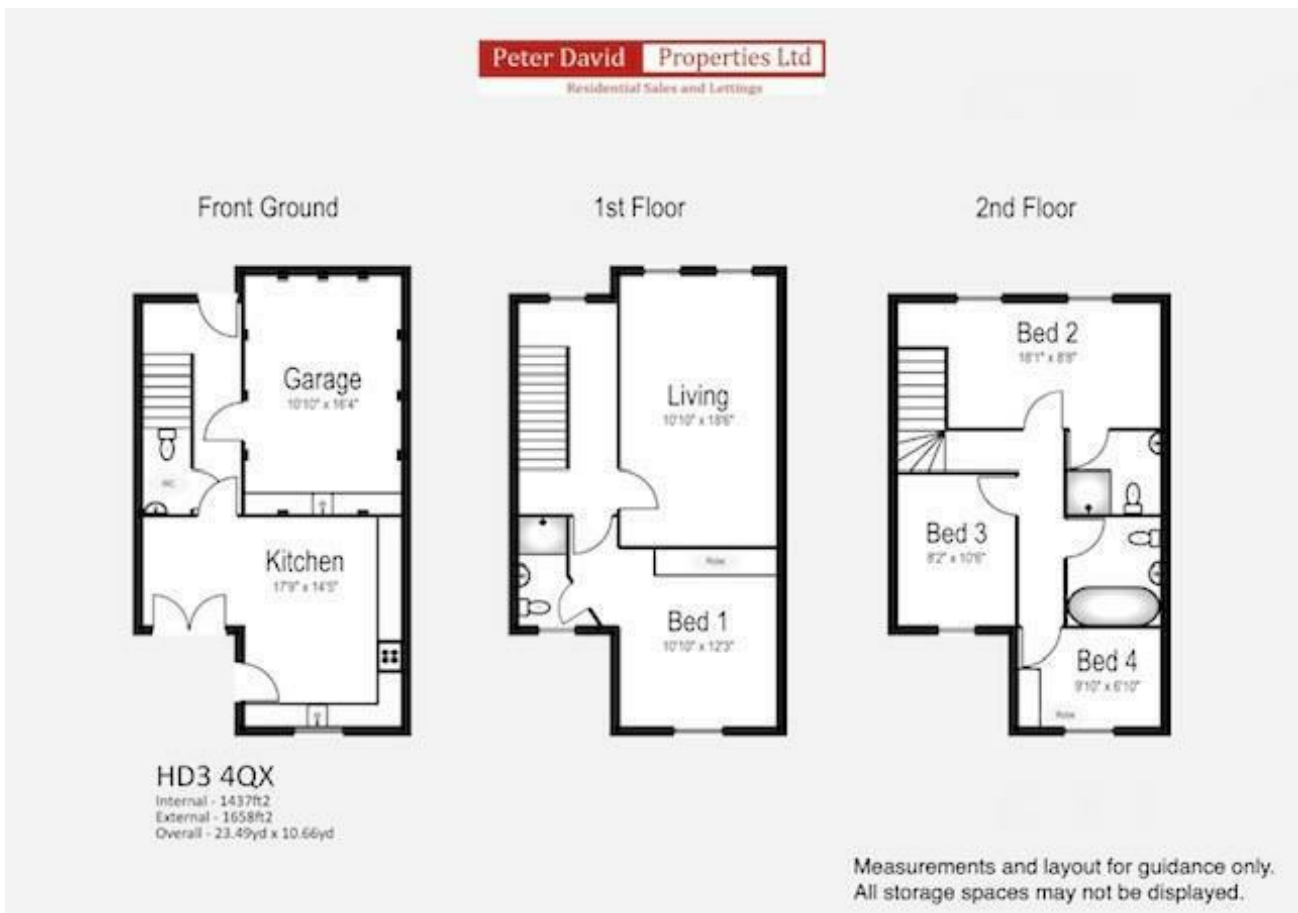 Peter David Properties Ltd
Residential Sales and Lettings
Front Ground
1st Floor
2nd Floor
Garage
10'10" x 16'4"
WC
Kitchen
17'9" x 14'5"
Living
10'10" x 18'6"
Robe
Bed 1
10'10" x 12'3"
Bed 2
18'1" x 8'8"
Bed 3
8'2" x 10'6"
Bed 4
9'10" x 6'10"
Robe
HD3 4QX
Internal - 1437ft2
External - 1658ft2
Overall - 23.49yd x 10.66yd
Measurements and layout for guidance only.
All storage spaces may not be displayed.